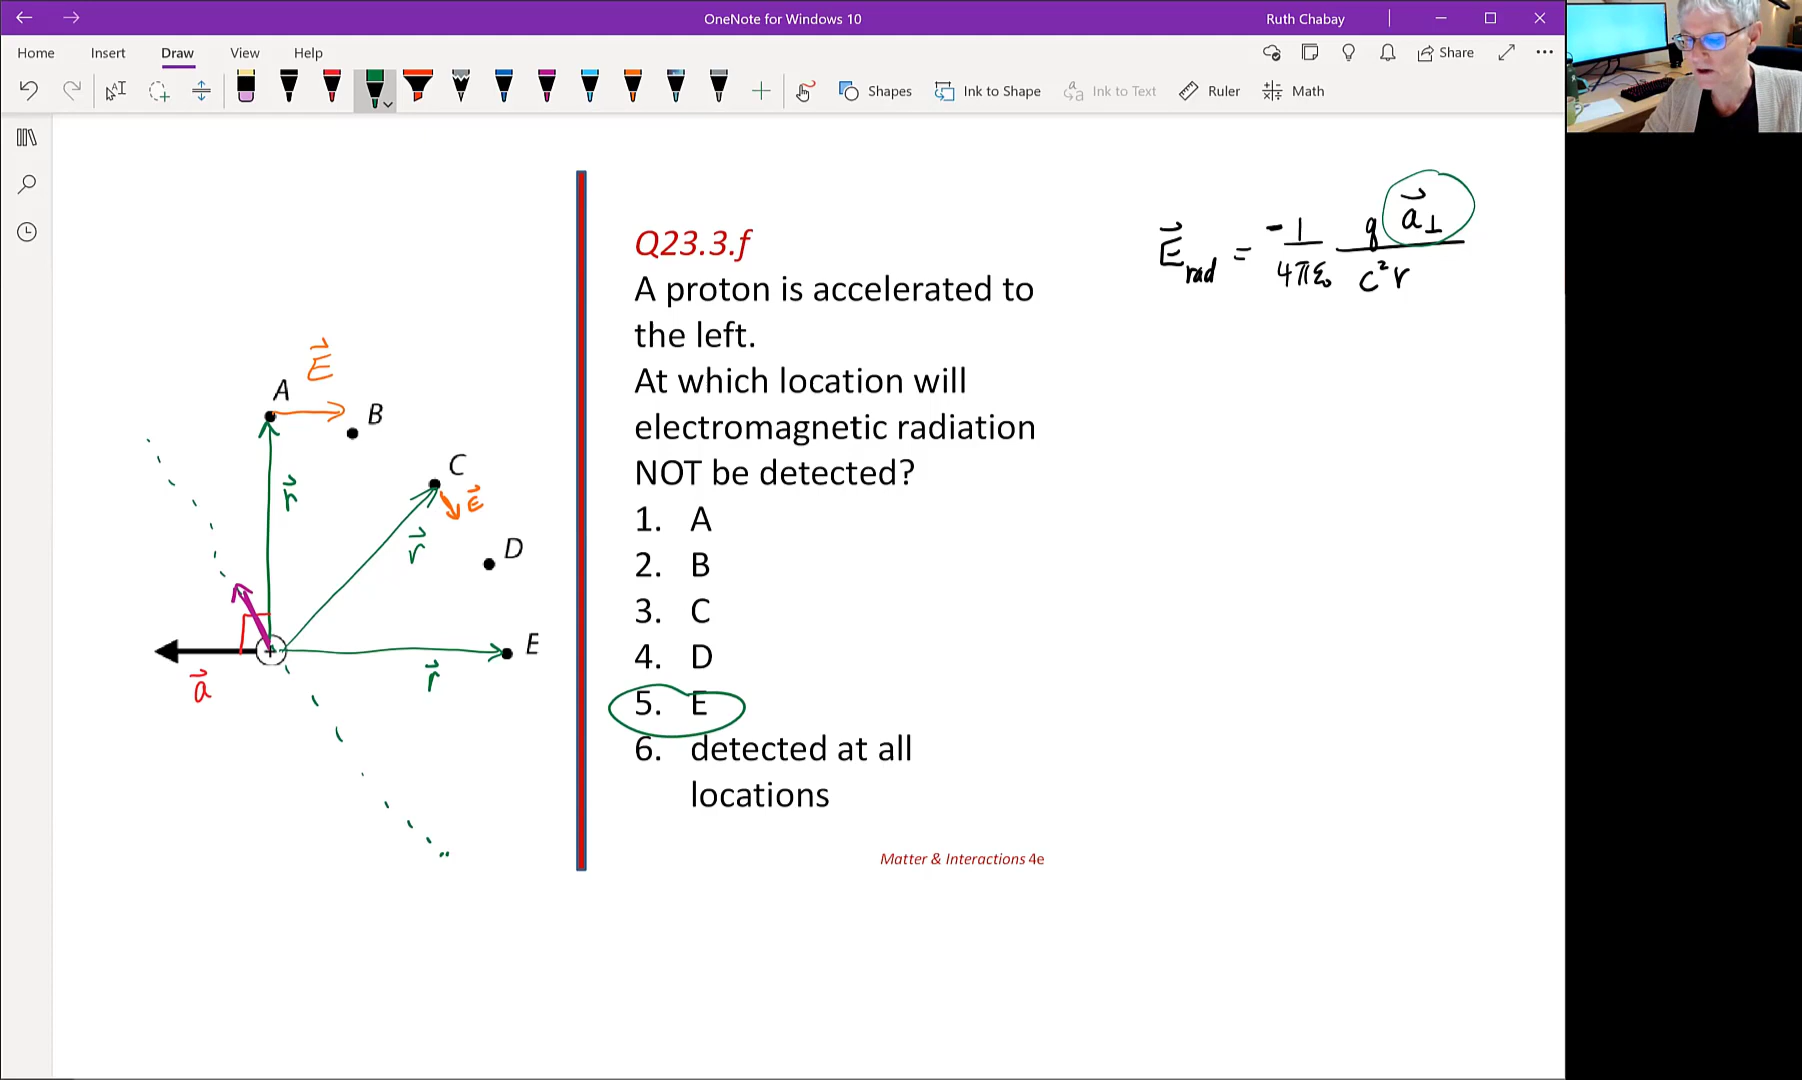 OneNote for Windows 10
Ruth Chabay
Home Insert Draw View Help
Share
Shapes Ink to Shape Ink to Text Ruler Math
Q23.3.f
A proton is accelerated to
the left.
At which location will
electromagnetic radiation
NOT be detected?
1. A
2. B
3. C
4. D
5. E
6. detected at all
locations
Matter & Interactions 4e
E⃗
A
B
C
E⃗
r⃗
r⃗
D
E
r⃗
a⃗
+
E⃗rad = -1/4πε₀ q a⃗⊥/c²r